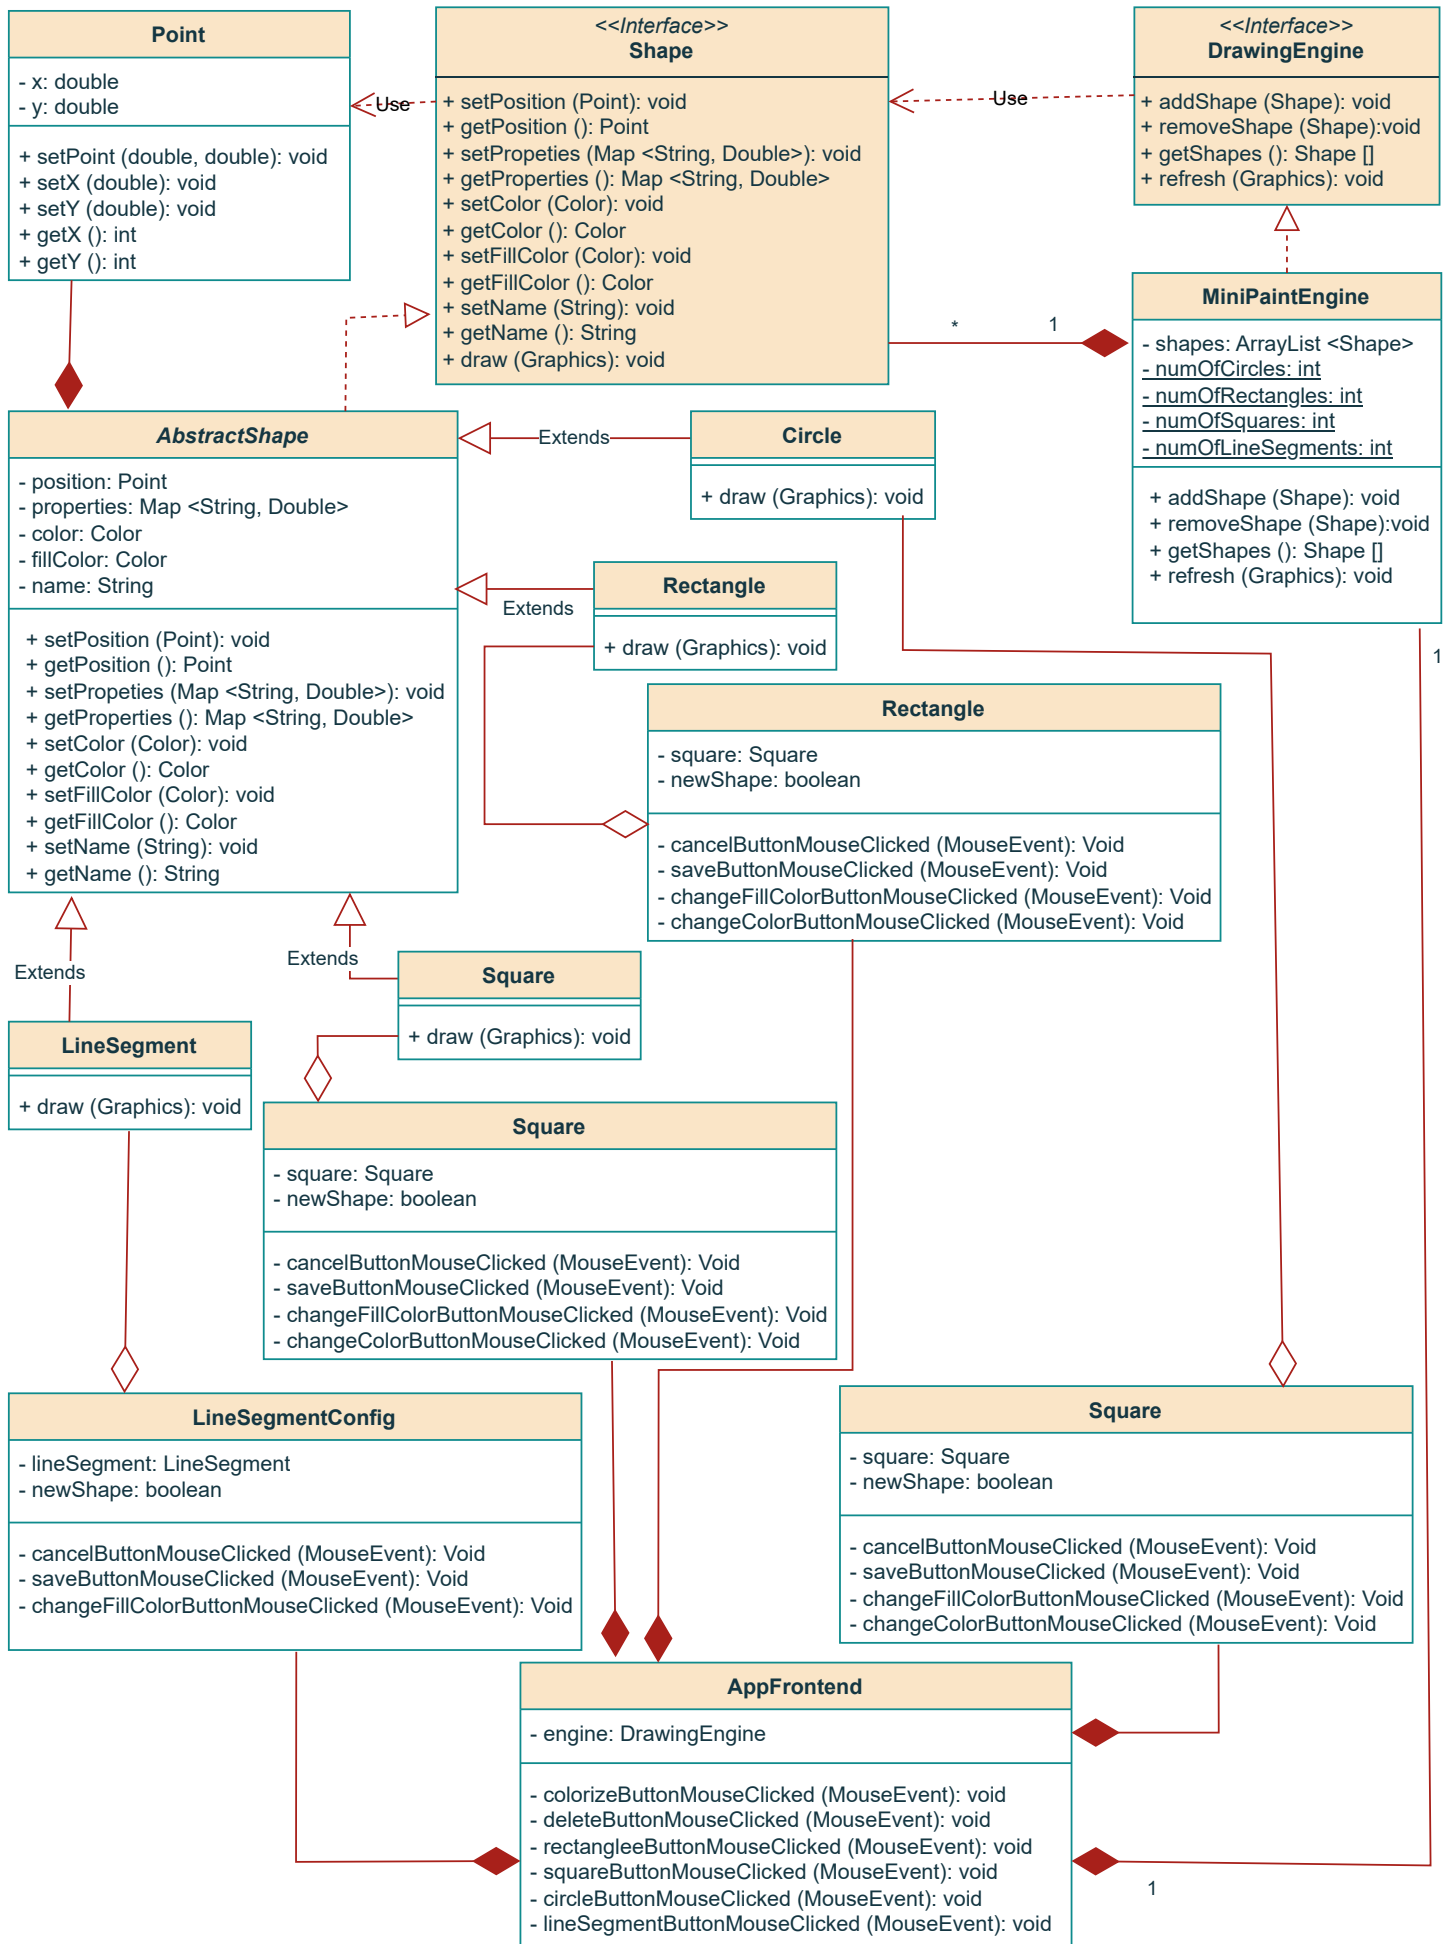 Point
- x: double
- y: double
+ setPoint (double, double): void
+ setX (double): void
+ setY (double): void
+ getX (): int
+ getY (): int
Use
<<Interface>>
Shape
+ setPosition (Point): void
+ getPosition (): Point
+ setPropeties (Map <String, Double>): void
+ getProperties (): Map <String, Double>
+ setColor (Color): void
+ getColor (): Color
+ setFillColor (Color): void
+ getFillColor (): Color
+ setName (String): void
+ getName (): String
+ draw (Graphics): void
Use
<<Interface>>
DrawingEngine
+ addShape (Shape): void
+ removeShape (Shape):void
+ getShapes (): Shape []
+ refresh (Graphics): void
* 1
MiniPaintEngine
- shapes: ArrayList <Shape>
- numOfCircles: int
- numOfRectangles: int
- numOfSquares: int
- numOfLineSegments: int
+ addShape (Shape): void
+ removeShape (Shape):void
+ getShapes (): Shape []
+ refresh (Graphics): void
1
AbstractShape
- position: Point
- properties: Map <String, Double>
- color: Color
- fillColor: Color
- name: String
+ setPosition (Point): void
+ getPosition (): Point
+ setPropeties (Map <String, Double>): void
+ getProperties (): Map <String, Double>
+ setColor (Color): void
+ getColor (): Color
+ setFillColor (Color): void
+ getFillColor (): Color
+ setName (String): void
+ getName (): String
Extends
Circle
+ draw (Graphics): void
Extends
Rectangle
+ draw (Graphics): void
Rectangle
- square: Square
- newShape: boolean
- cancelButtonMouseClicked (MouseEvent): Void
- saveButtonMouseClicked (MouseEvent): Void
- changeFillColorButtonMouseClicked (MouseEvent): Void
- changeColorButtonMouseClicked (MouseEvent): Void
Extends
Extends
Square
+ draw (Graphics): void
LineSegment
+ draw (Graphics): void
Square
- square: Square
- newShape: boolean
- cancelButtonMouseClicked (MouseEvent): Void
- saveButtonMouseClicked (MouseEvent): Void
- changeFillColorButtonMouseClicked (MouseEvent): Void
- changeColorButtonMouseClicked (MouseEvent): Void
LineSegmentConfig
- lineSegment: LineSegment
- newShape: boolean
- cancelButtonMouseClicked (MouseEvent): Void
- saveButtonMouseClicked (MouseEvent): Void
- changeFillColorButtonMouseClicked (MouseEvent): Void
Square
- square: Square
- newShape: boolean
- cancelButtonMouseClicked (MouseEvent): Void
- saveButtonMouseClicked (MouseEvent): Void
- changeFillColorButtonMouseClicked (MouseEvent): Void
- changeColorButtonMouseClicked (MouseEvent): Void
AppFrontend
- engine: DrawingEngine
- colorizeButtonMouseClicked (MouseEvent): void
- deleteButtonMouseClicked (MouseEvent): void
- rectangleeButtonMouseClicked (MouseEvent): void
- squareButtonMouseClicked (MouseEvent): void
- circleButtonMouseClicked (MouseEvent): void
- lineSegmentButtonMouseClicked (MouseEvent): void
1